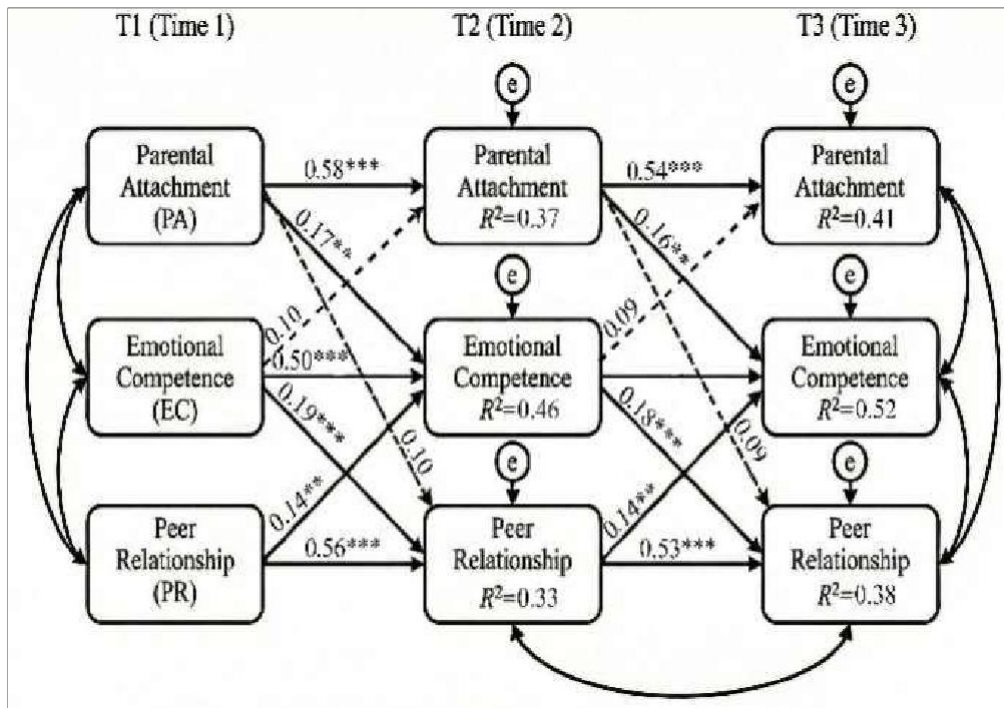 T1 (Time 1)
T2 (Time 2)
T3 (Time 3)
e
e
Parental
Attachment
(PA)
0.58***
Parental
Attachment
R²=0.37
0.54***
Parental
Attachment
R²=0.41
0.17**
0.16**
e
e
0.10
0.09
Emotional
Competence
(EC)
0.50***
Emotional
Competence
R²=0.46
Emotional
Competence
R²=0.52
0.19***
0.10
0.18***
0.09
e
e
0.14**
0.14**
Peer
Relationship
(PR)
0.56***
Peer
Relationship
R²=0.33
0.53***
Peer
Relationship
R²=0.38